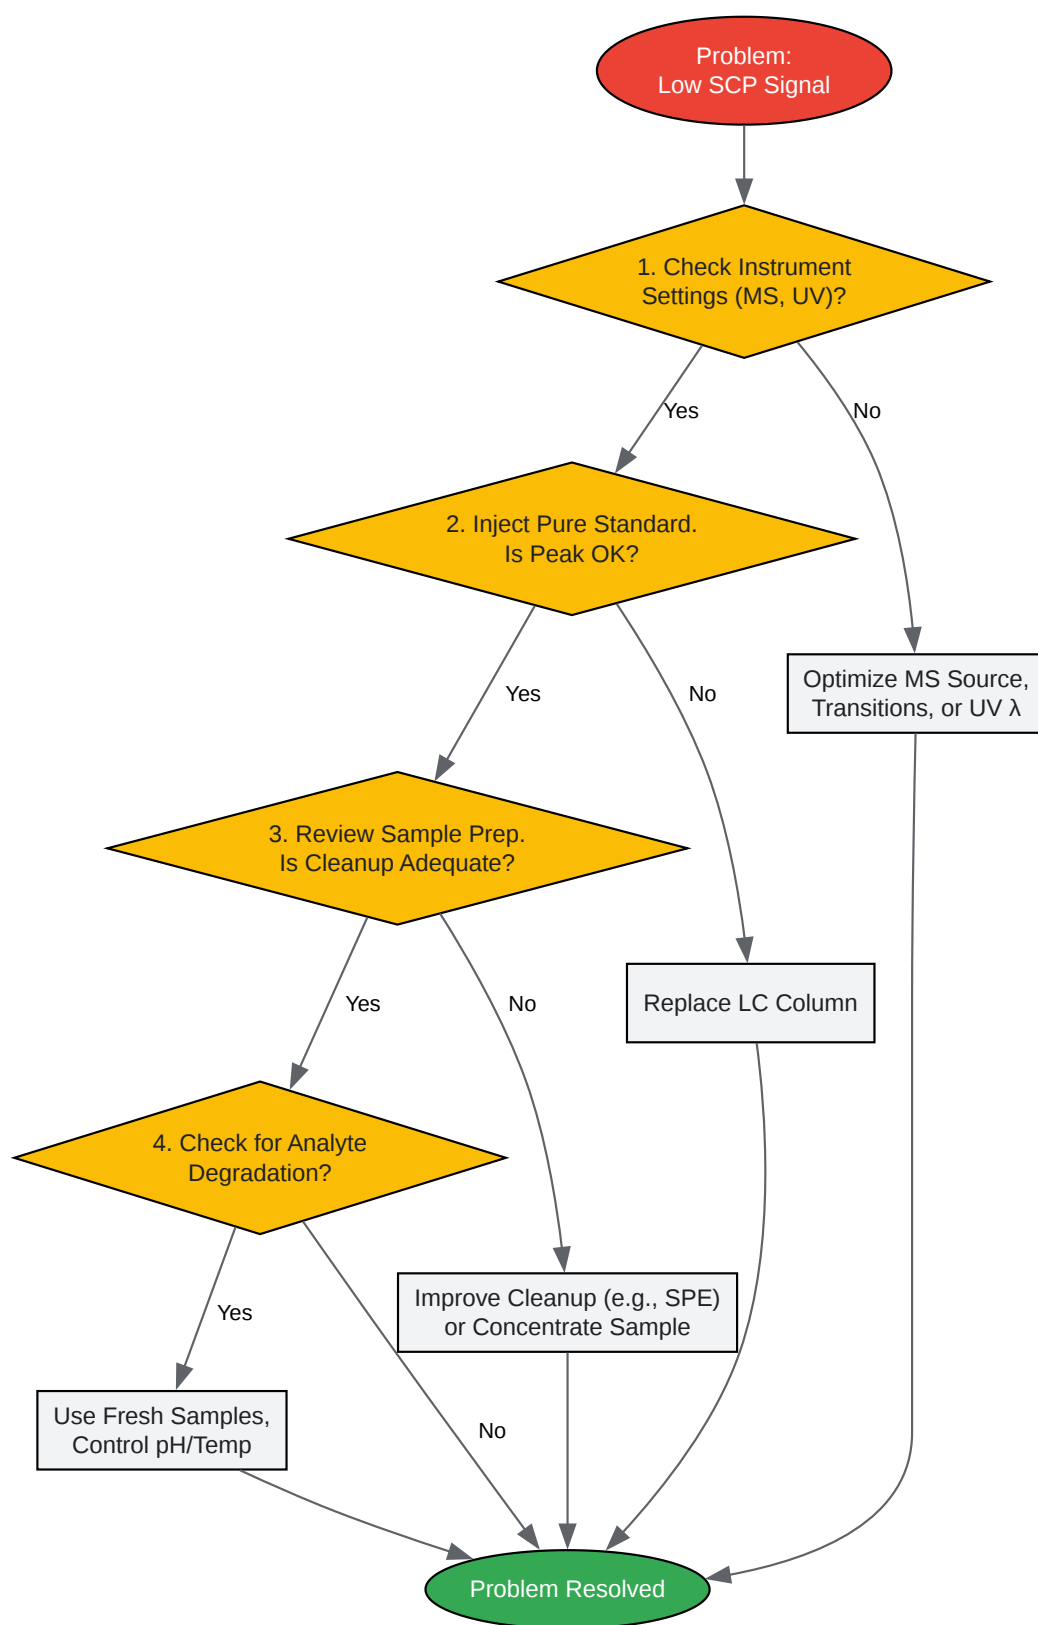 Problem:
Low SCP Signal
1. Check Instrument
Settings (MS, UV)?
Yes
No
2. Inject Pure Standard.
Is Peak OK?
Yes
No
Optimize MS Source,
Transitions, or UV λ
3. Review Sample Prep.
Is Cleanup Adequate?
Yes
No
Replace LC Column
4. Check for Analyte
Degradation?
Yes
No
Improve Cleanup (e.g., SPE)
or Concentrate Sample
Use Fresh Samples,
Control pH/Temp
Problem Resolved